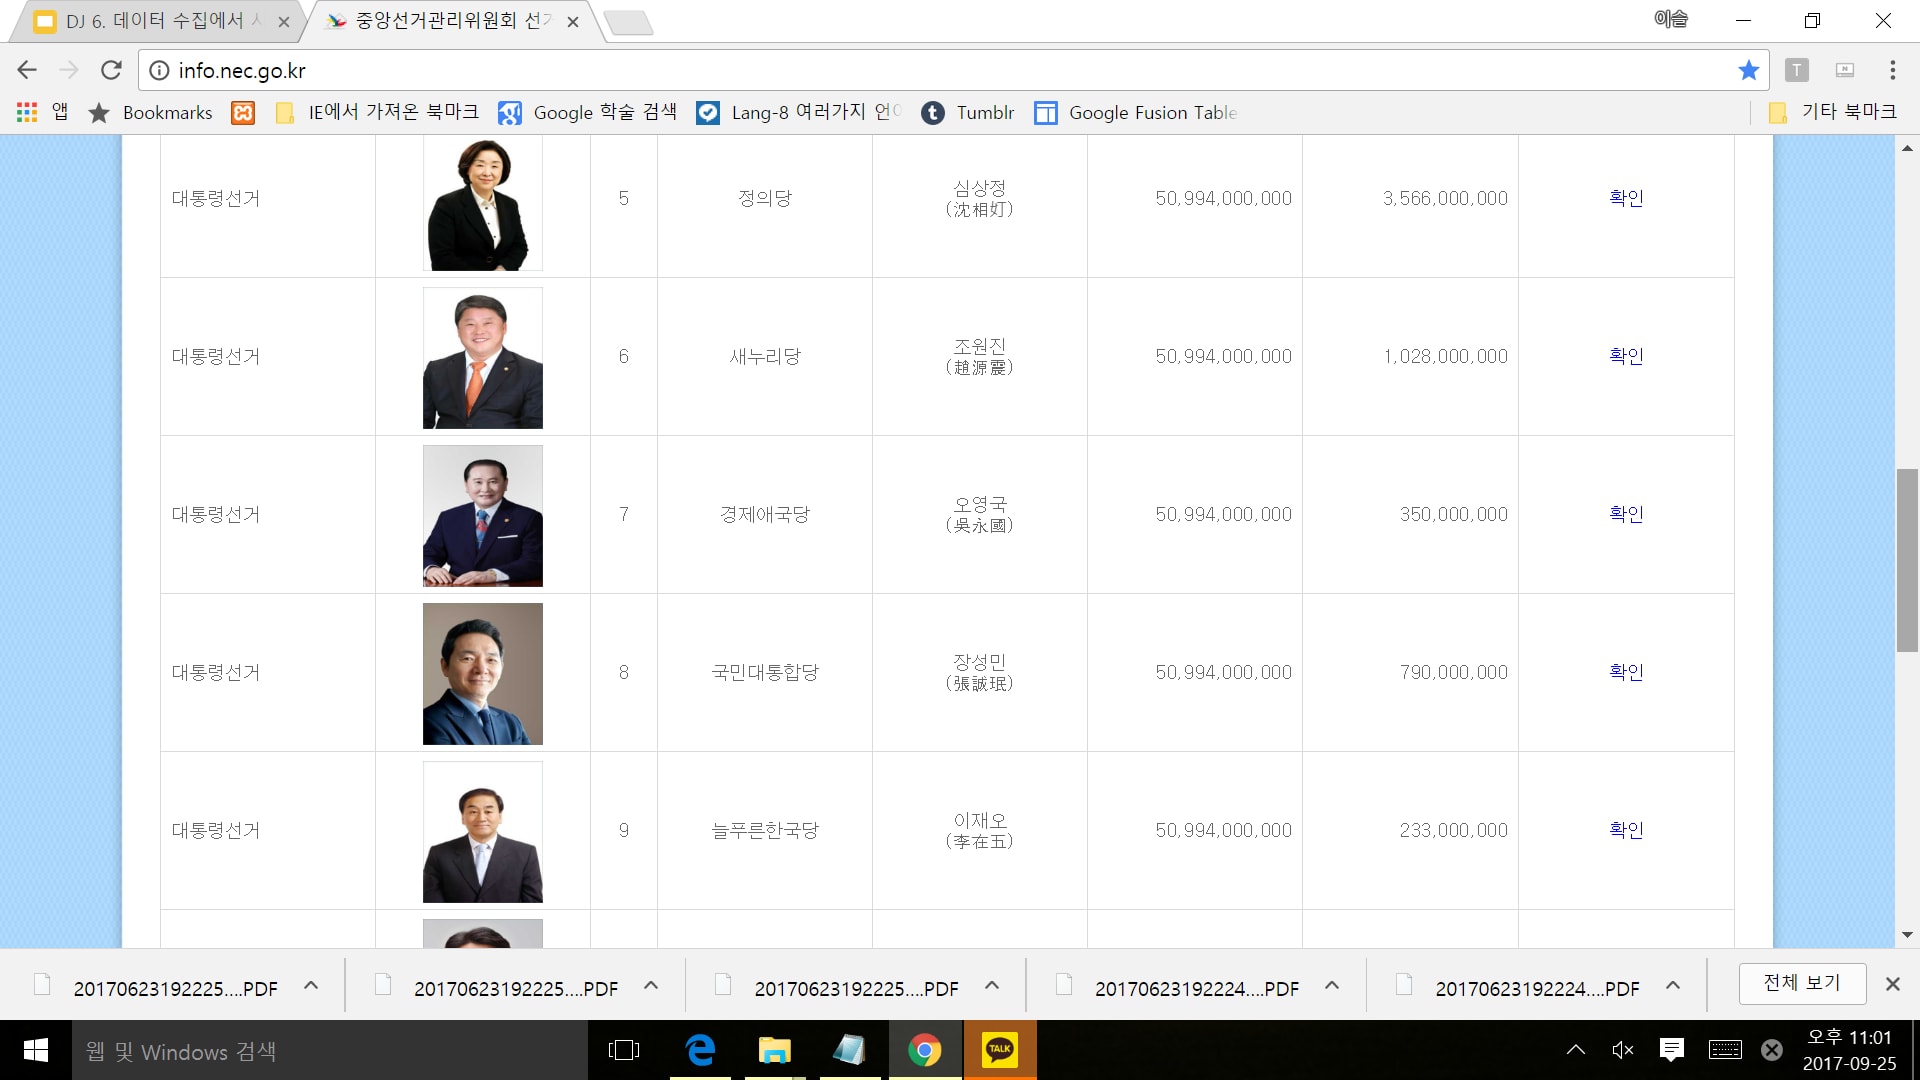 DJ 6. 데이터 수집에서 시
중앙선거관리위원회 선거
이슬
info.nec.go.kr
T
앱
Bookmarks
IE에서 가져온 북마크
Google 학술 검색
Lang-8 여러가지 언어
Tumblr
Google Fusion Table
기타 북마크
대통령선거 5 정의당 심상정 50,994,000,000 3,566,000,000 확인
(沈相奵)
대통령선거 6 새누리당 조원진 50,994,000,000 1,028,000,000 확인
(趙源震)
대통령선거 7 경제애국당 오영국 50,994,000,000 350,000,000 확인
(吳永國)
대통령선거 8 국민대통합당 장성민 50,994,000,000 790,000,000 확인
(張誠珉)
대통령선거 9 늘푸른한국당 이재오 50,994,000,000 233,000,000 확인
(李在五)
20170623192225....PDF
20170623192225....PDF
20170623192225....PDF
20170623192224....PDF
20170623192224....PDF
전체 보기
웹 및 Windows 검색
TALK
오후 11:01
2017-09-25